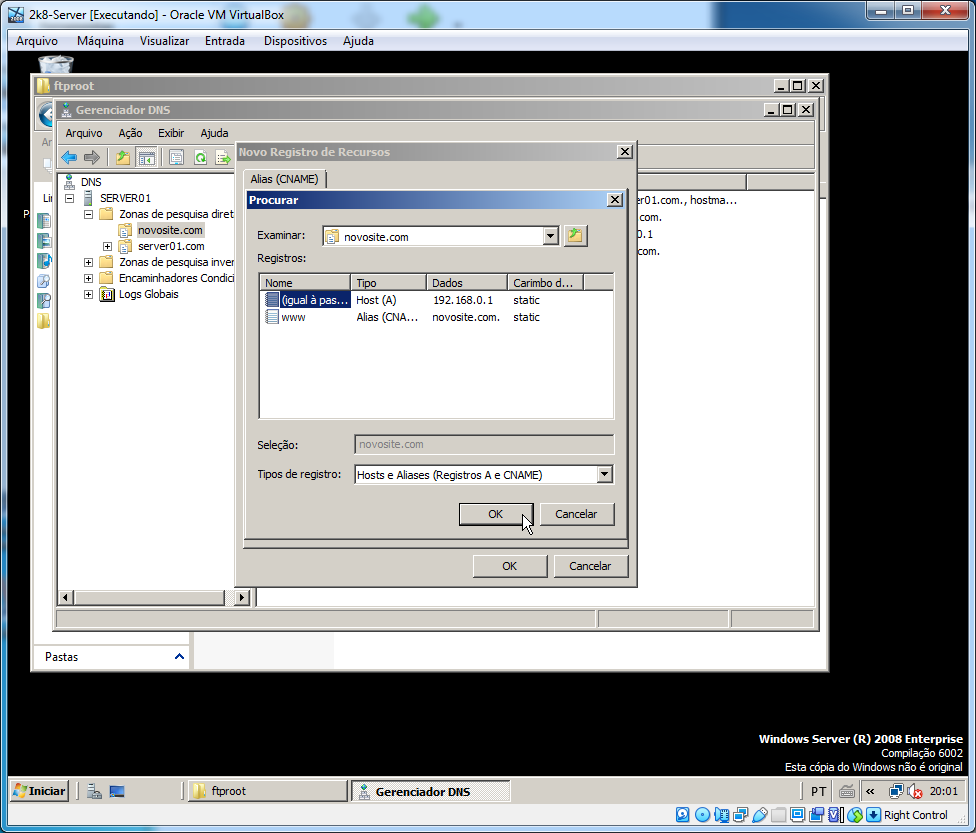 2k8-Server [Executando] - Oracle VM VirtualBox
Arquivo Máquina Visualizar Entrada Dispositivos Ajuda
ftproot
Gerenciador DNS
Arquivo Ação Exibir Ajuda
Novo Registro de Recursos
Alias (CNAME)
Procurar
Examinar: novosite.com
Registros:
Nome Tipo Dados Carimbo d...
(igual à pas... Host (A) 192.168.0.1 static
www Alias (CNA... novosite.com. static
Seleção: novosite.com
Tipos de registro: Hosts e Aliases (Registros A e CNAME)
OK Cancelar
OK Cancelar
DNS
SERVER01
Zonas de pesquisa diret
novosite.com
server01.com
Zonas de pesquisa inver
Encaminhadores Condici
Logs Globais
er01.com., hostma...
com.
0.1
com.
Ar
Lin
P
Pastas
Windows Server (R) 2008 Enterprise
Compilação 6002
Esta cópia do Windows não é original
Iniciar ftproot Gerenciador DNS PT « 20:01
Right Control